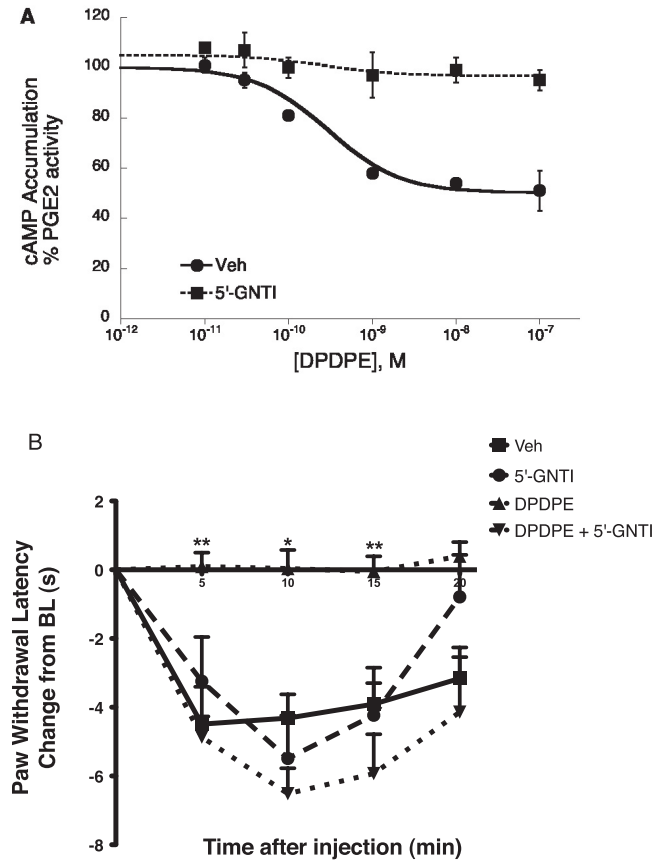 A
120
100
80
60
40
20
0
cAMP Accumulation
% PGE2 activity
Veh
5'-GNTI
10-12
10-11
10-10
10-9
10-8
10-7
[DPDPE], M
B
Veh
5'-GNTI
DPDPE
DPDPE + 5'-GNTI
2
0
-2
-4
-6
-8
Paw Withdrawal Latency
Change from BL (s)
**
*
**
5
10
15
20
Time after injection (min)